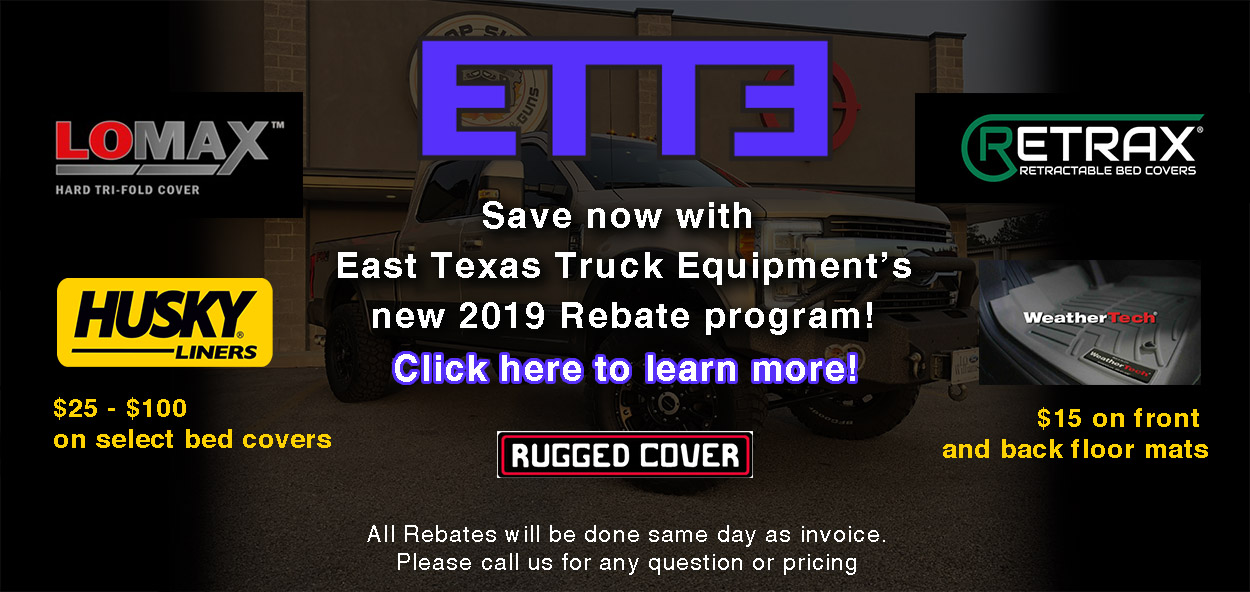 ETTE
LOMAX™
HARD TRI-FOLD COVER
RETRAX®
RETRACTABLE BED COVERS
Save now with
East Texas Truck Equipment’s
new 2019 Rebate program!
Click here to learn more!
HUSKY®
LINERS
WeatherTech®
WeatherTech
$25 - $100
on select bed covers
$15 on front
and back floor mats
RUGGED COVER
All Rebates will be done same day as invoice.
Please call us for any question or pricing
GUNS